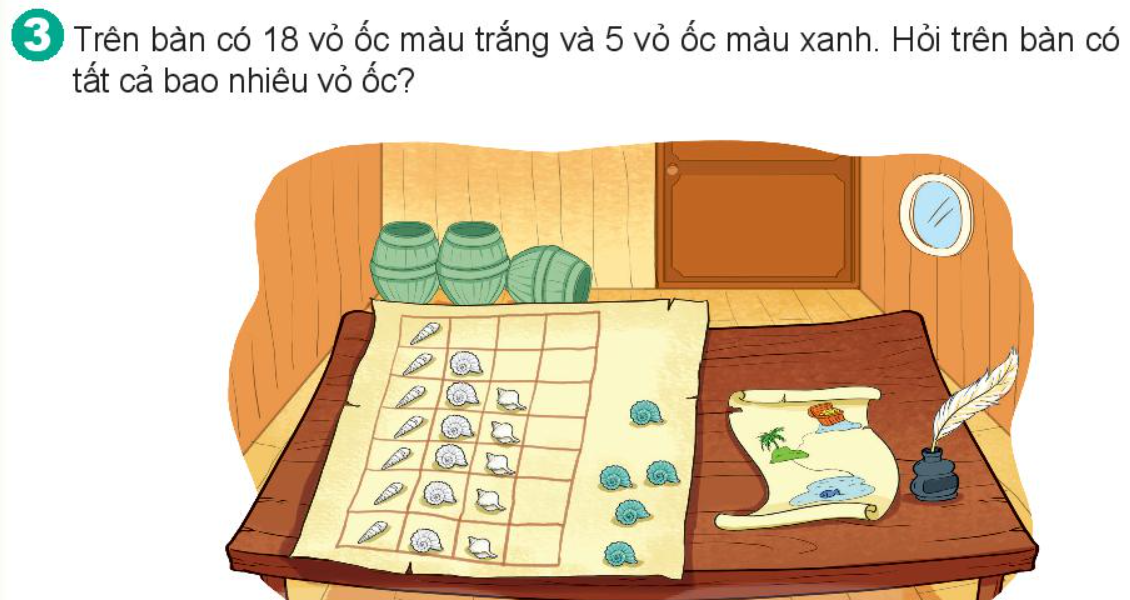 3 Trên bàn có 18 vỏ ốc màu trắng và 5 vỏ ốc màu xanh. Hỏi trên bàn có
tất cả bao nhiêu vỏ ốc?